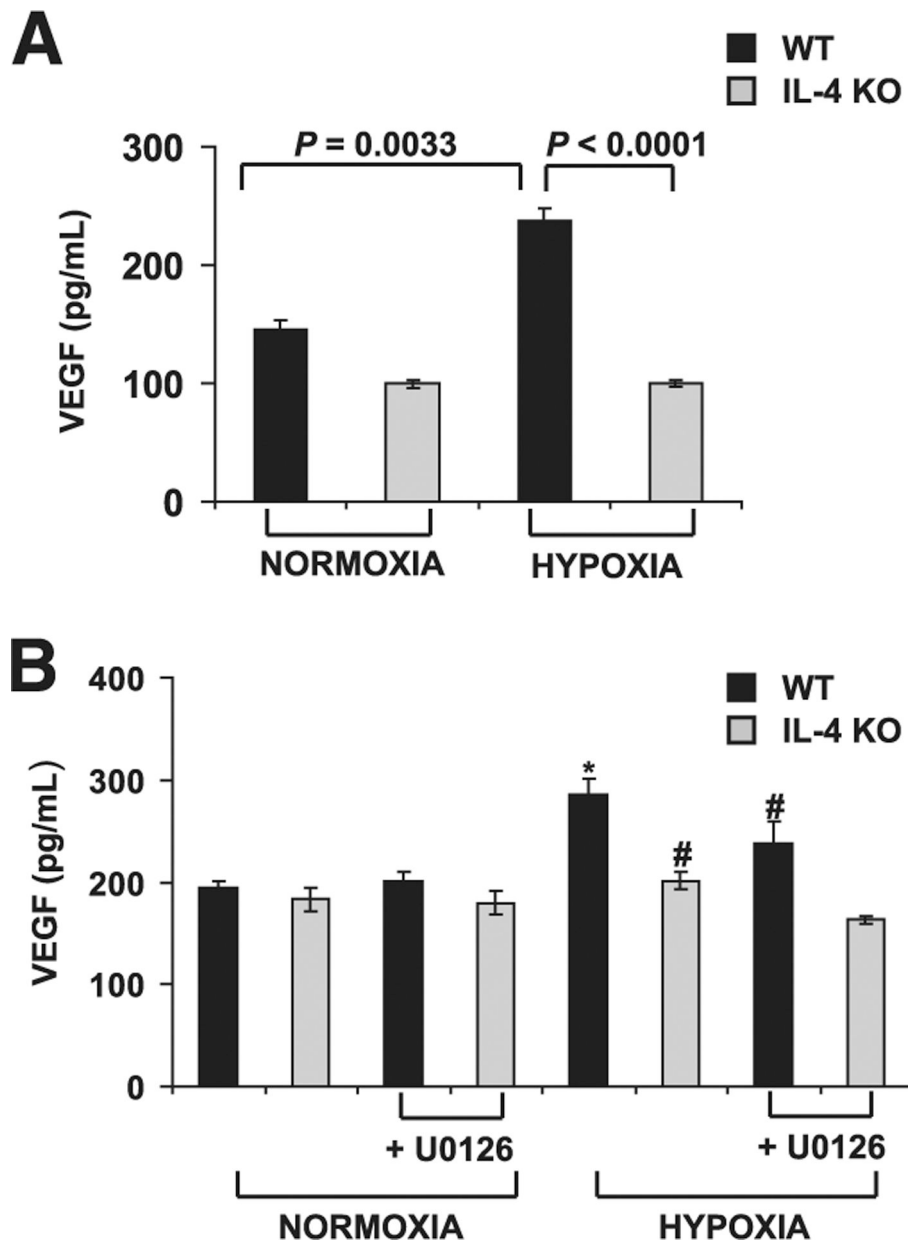 A
WT
IL-4 KO
P = 0.0033
P < 0.0001
VEGF (pg/mL)
300
200
100
0
NORMOXIA
HYPOXIA
B
WT
IL-4 KO
VEGF (pg/mL)
400
300
200
100
0
*
#
#
+ U0126
+ U0126
NORMOXIA
HYPOXIA